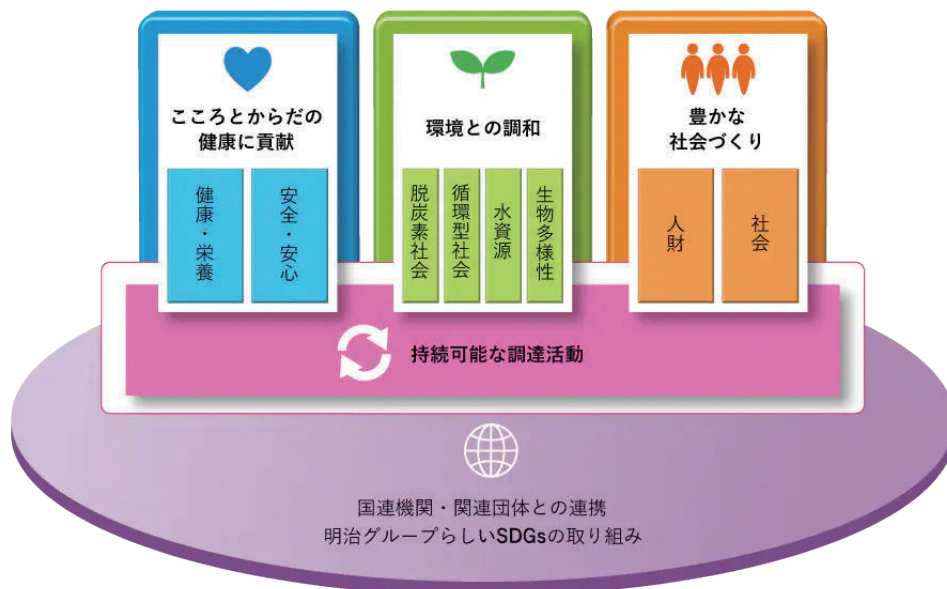 こころとからだの
健康に貢献
健康・栄養
安全・安心
環境との調和
脱炭素社会
循環型社会
水資源
生物多様性
豊かな
社会づくり
人財
社会
持続可能な調達活動
国連機関・関連団体との連携
明治グループらしいSDGsの取り組み